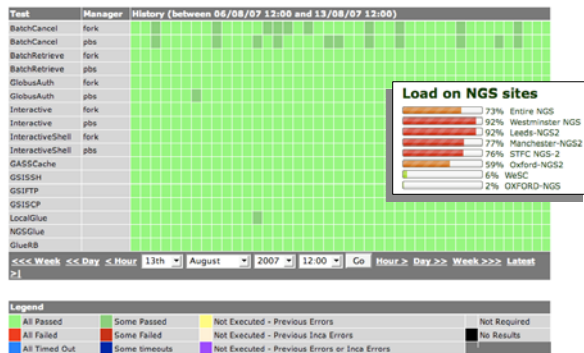 Test Manager History (between 06/08/07 12:00 and 13/08/07 12:00)
BatchCancel fork
BatchCancel pbs
BatchRetrieve fork
BatchRetrieve pbs
GlobusAuth fork
GlobusAuth pbs
Interactive fork
Interactive pbs
InteractiveShell fork
InteractiveShell pbs
GASSCache
GSISSH
GSIFTP
GSISCP
LocalGlue
NGSGlue
GlueRB
Load on NGS sites
73% Entire NGS
92% Westminster NGS
92% Leeds-NGS2
77% Manchester-NGS2
76% STFC NGS-2
59% Oxford-NGS2
6% WeSC
2% OXFORD-NGS
<<< Week << Day < Hour 13th August 2007 12:00 Go Hour > Day >> Week >>> Latest
>|
Legend
All Passed Some Passed Not Executed - Previous Errors Not Required
All Failed Some Failed Not Executed - Previous Inca Errors No Results
All Timed Out Some timeouts Not Executed - Previous Errors or Inca Errors